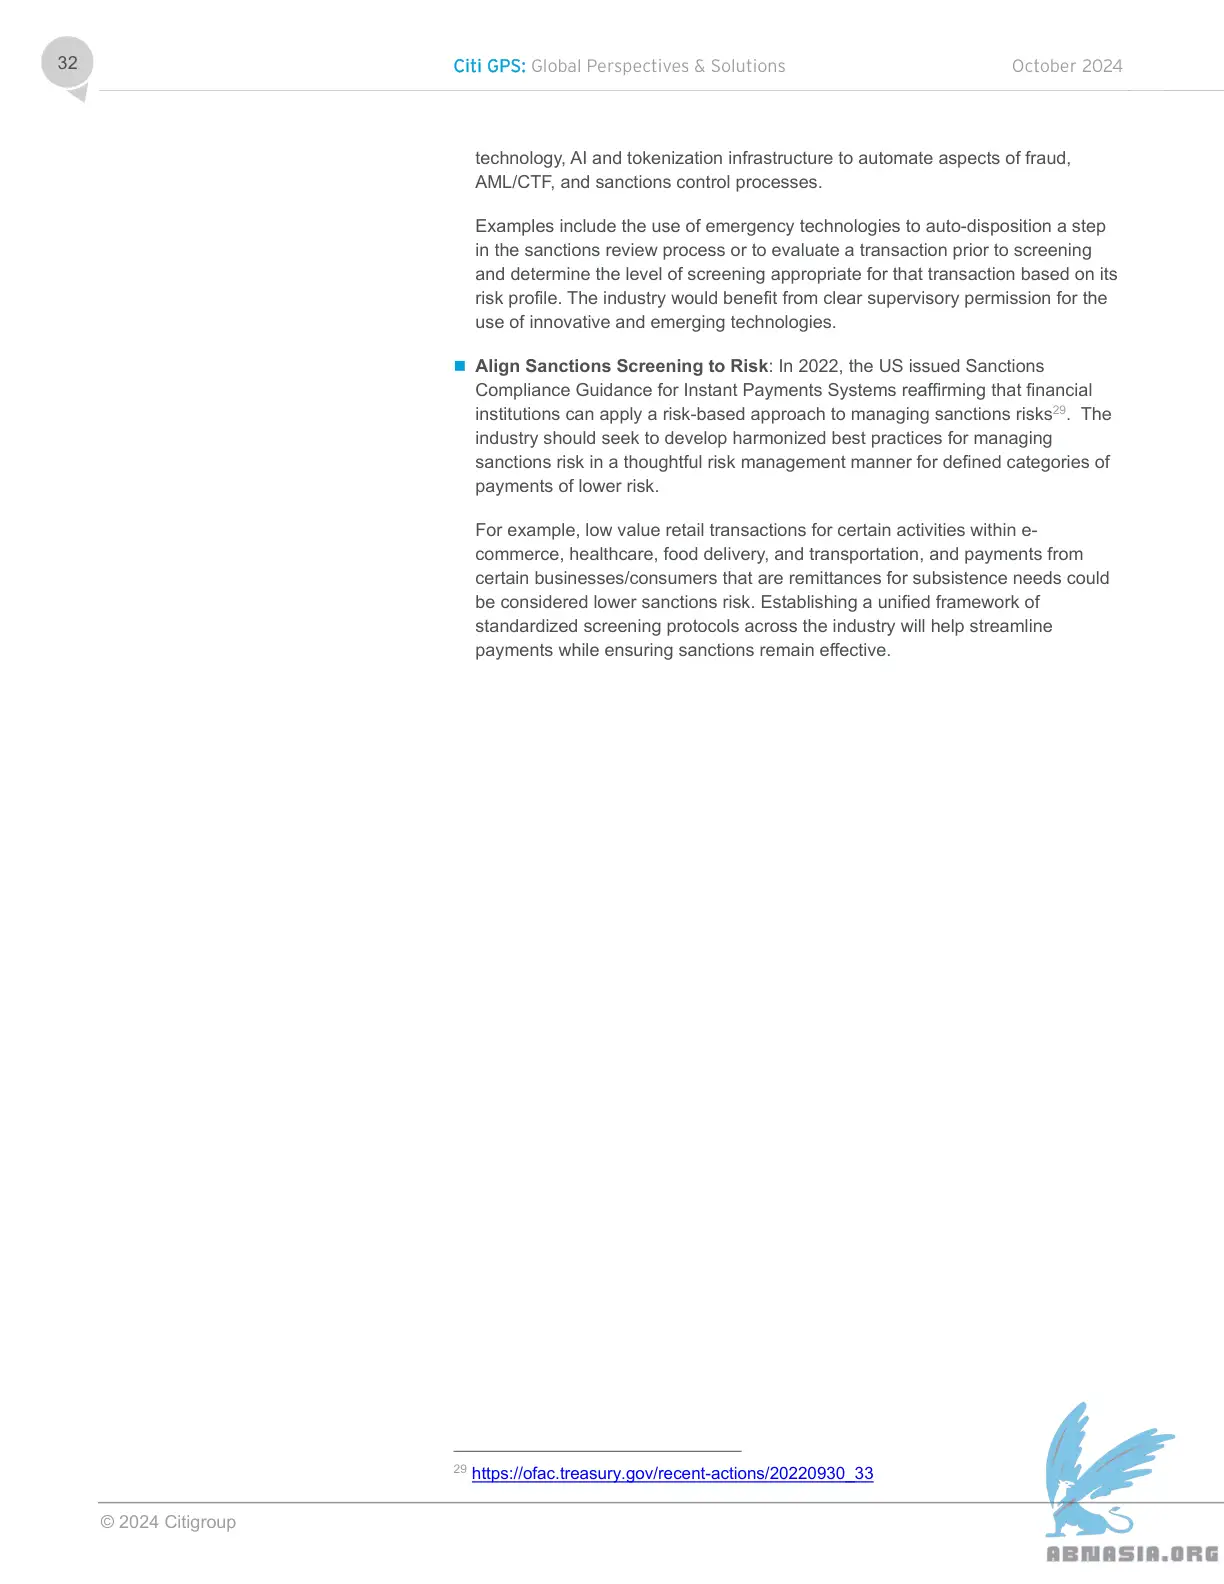 32
Citi GPS: Global Perspectives & Solutions
October 2024
technology, AI and tokenization infrastructure to automate aspects of fraud,
AML/CTF, and sanctions control processes.
Examples include the use of emergency technologies to auto-disposition a step
in the sanctions review process or to evaluate a transaction prior to screening
and determine the level of screening appropriate for that transaction based on its
risk profile. The industry would benefit from clear supervisory permission for the
use of innovative and emerging technologies.
Align Sanctions Screening to Risk: In 2022, the US issued Sanctions
Compliance Guidance for Instant Payments Systems reaffirming that financial
institutions can apply a risk-based approach to managing sanctions risks29.  The
industry should seek to develop harmonized best practices for managing
sanctions risk in a thoughtful risk management manner for defined categories of
payments of lower risk.
For example, low value retail transactions for certain activities within e-
commerce, healthcare, food delivery, and transportation, and payments from
certain businesses/consumers that are remittances for subsistence needs could
be considered lower sanctions risk. Establishing a unified framework of
standardized screening protocols across the industry will help streamline
payments while ensuring sanctions remain effective.
29 https://ofac.treasury.gov/recent-actions/20220930_33
© 2024 Citigroup
ABNASIA.ORG